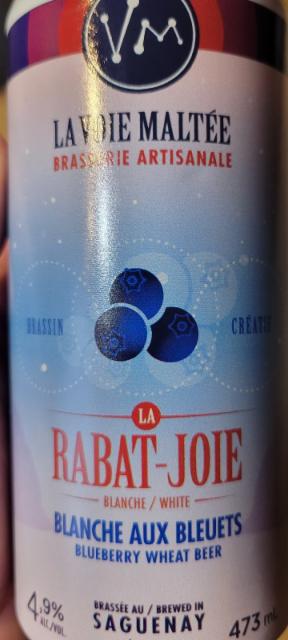 VM
LA VOIE MALTÉE
BRASSERIE ARTISANALE
BRASSIN
CRÉATIF
LA
RABAT-JOIE
BLANCHE / WHITE
BLANCHE AUX BLEUETS
BLUEBERRY WHEAT BEER
4,9%
ALC./VOL.
BRASSÉE AU / BREWED IN
SAGUENAY
473 mL